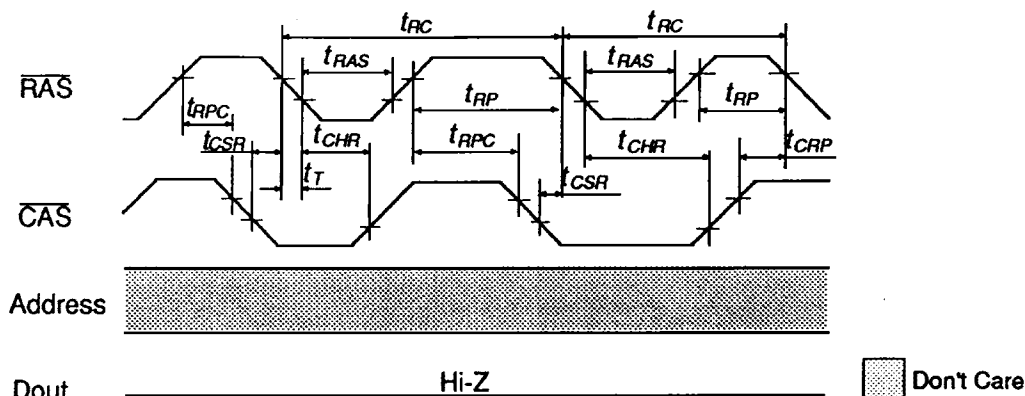 tRC tRC
RAS tRAS tRAS
tRP tRP
tRPC
tCSR tCHR tRPC tCHR tCRP
tT tCSR
CAS
Address
Hi-Z
Dout Don't Care